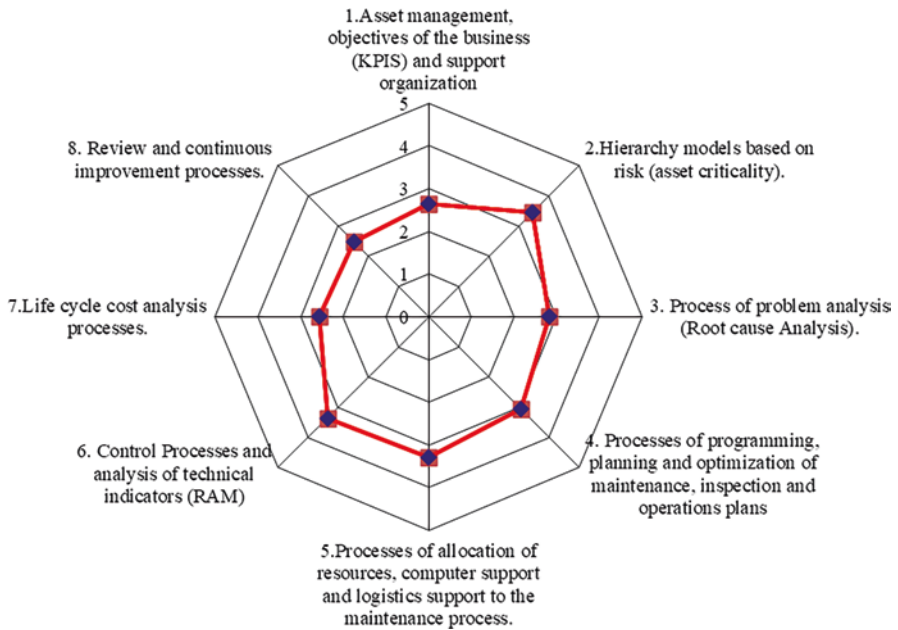 1.Asset management,
objectives of the business
(KPIS) and support
organization
5
4
3
2
1
0
2.Hierarchy models based on
risk (asset criticality).
3. Process of problem analysis
(Root cause Analysis).
4. Processes of programming,
planning and optimization of
maintenance, inspection and
operations plans
5.Processes of allocation of
resources, computer support
and logistics support to the
maintenance process.
6. Control Processes and
analysis of technical
indicators (RAM)
7.Life cycle cost analysis
processes.
8. Review and continuous
improvement processes.